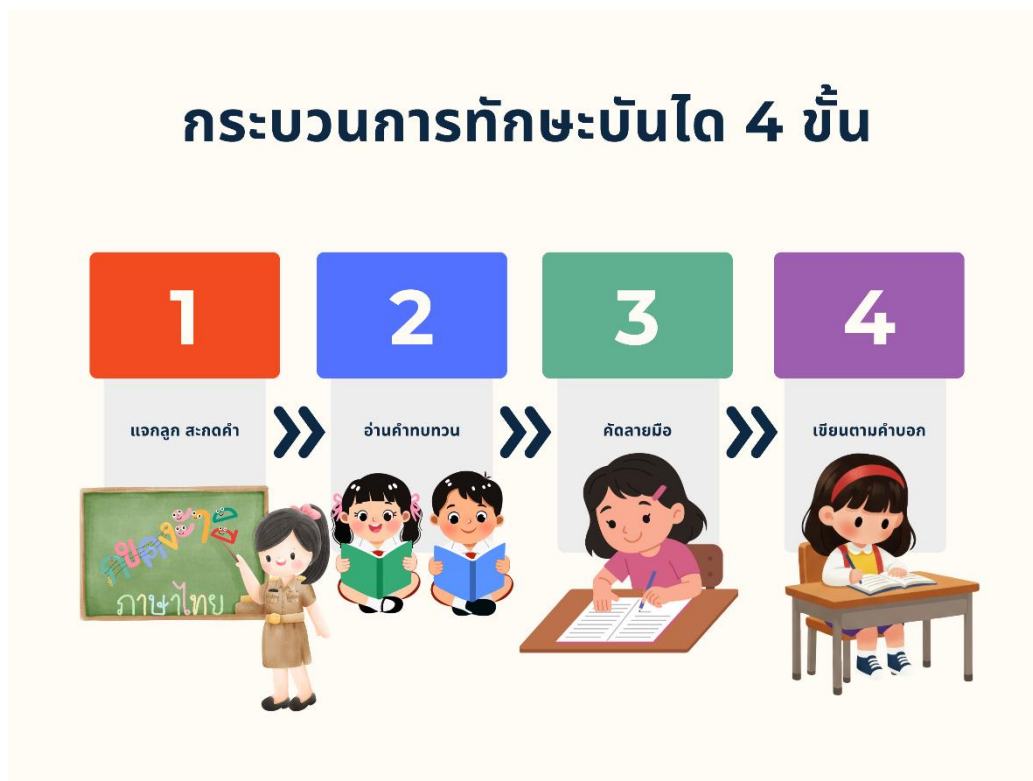 กระบวนการทักษะบันได 4 ขั้น
1
2
3
4
แจกลูก สะกดคำ
อ่านคำทบทวน
คัดลายมือ
เขียนตามคำบอก
ภาษาไทย